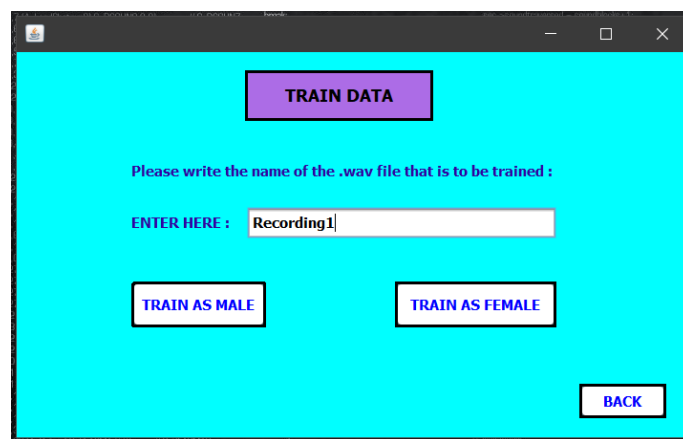 TRAIN DATA
Please write the name of the .wav file that is to be trained :
ENTER HERE : Recording1
TRAIN AS MALE TRAIN AS FEMALE
BACK